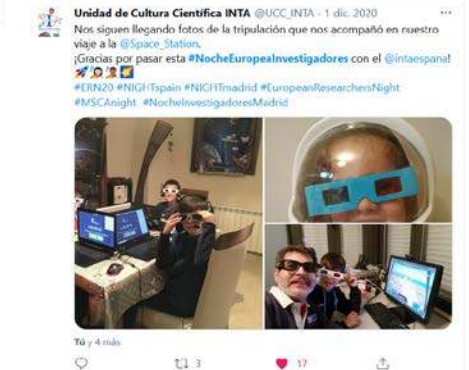 Unidad de Cultura Científica INTA @UCC_INTA · 1 dic. 2020
Nos siguen llegando fotos de la tripulación que nos acompañó en nuestro
viaje a la @Space_Station.
¡Gracias por pasar esta #NocheEuropeaInvestigadores con el @intaespana!
#ERN20 #NIGHTspain #NIGHTmadrid #EuropeanResearchersNight
#MSCAnight #NocheInvestigadoresMadrid
Tú y 4 más
3
17